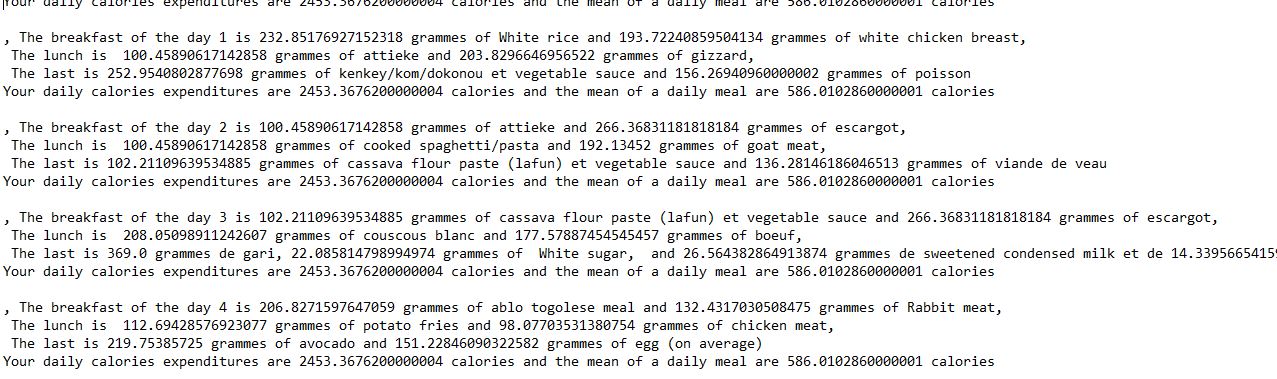 Your daily calories expenditures are 2453.3676200000004 calories and the mean of a daily meal are 586.0102860000001 calories
, The breakfast of the day 1 is 232.85176927152318 grammes of White rice and 193.72240859504134 grammes of white chicken breast,
The lunch is  100.45890617142858 grammes of attieke and 203.8296646956522 grammes of gizzard,
The last is 252.9540802877698 grammes of kenkey/kom/dokonou et vegetable sauce and 156.26940960000002 grammes of poisson
Your daily calories expenditures are 2453.3676200000004 calories and the mean of a daily meal are 586.0102860000001 calories
, The breakfast of the day 2 is 100.45890617142858 grammes of attieke and 266.36831181818184 grammes of escargot,
The lunch is  100.45890617142858 grammes of cooked spaghetti/pasta and 192.13452 grammes of goat meat,
The last is 102.21109639534885 grammes of cassava flour paste (lafun) et vegetable sauce and 136.28146186046513 grammes of viande de veau
Your daily calories expenditures are 2453.3676200000004 calories and the mean of a daily meal are 586.0102860000001 calories
, The breakfast of the day 3 is 102.21109639534885 grammes of cassava flour paste (lafun) et vegetable sauce and 266.36831181818184 grammes of escargot,
The lunch is  208.05098911242607 grammes of couscous blanc and 177.57887454545457 grammes of boeuf,
The last is 369.0 grammes de gari, 22.085814798994974 grammes of  White sugar,  and 26.564382864913874 grammes de sweetened condensed milk et de 14.3395665415
Your daily calories expenditures are 2453.3676200000004 calories and the mean of a daily meal are 586.0102860000001 calories
, The breakfast of the day 4 is 206.8271597647059 grammes of ablo togolese meal and 132.4317030508475 grammes of Rabbit meat,
The lunch is  112.69428576923077 grammes of potato fries and 98.07703531380754 grammes of chicken meat,
The last is 219.75385725 grammes of avocado and 151.22846090322582 grammes of egg (on average)
Your daily calories expenditures are 2453.3676200000004 calories and the mean of a daily meal are 586.0102860000001 calories